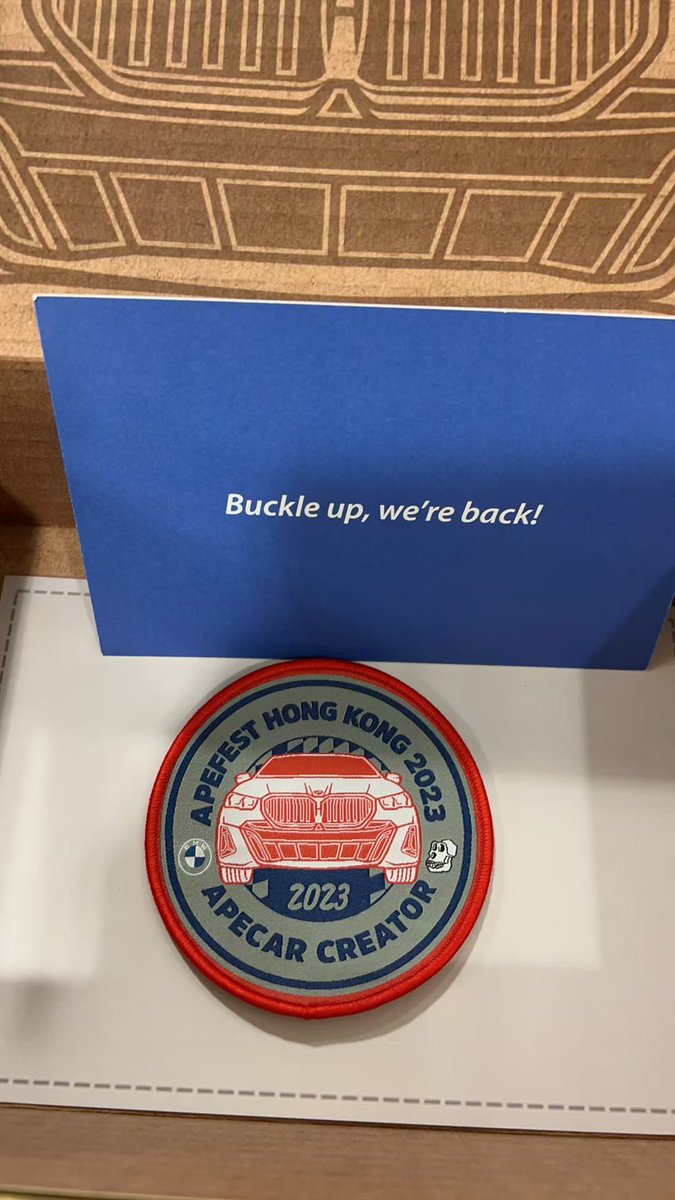 Buckle up, we're back!
APEFEST HONG KONG 2023
2023
APECAR CREATOR